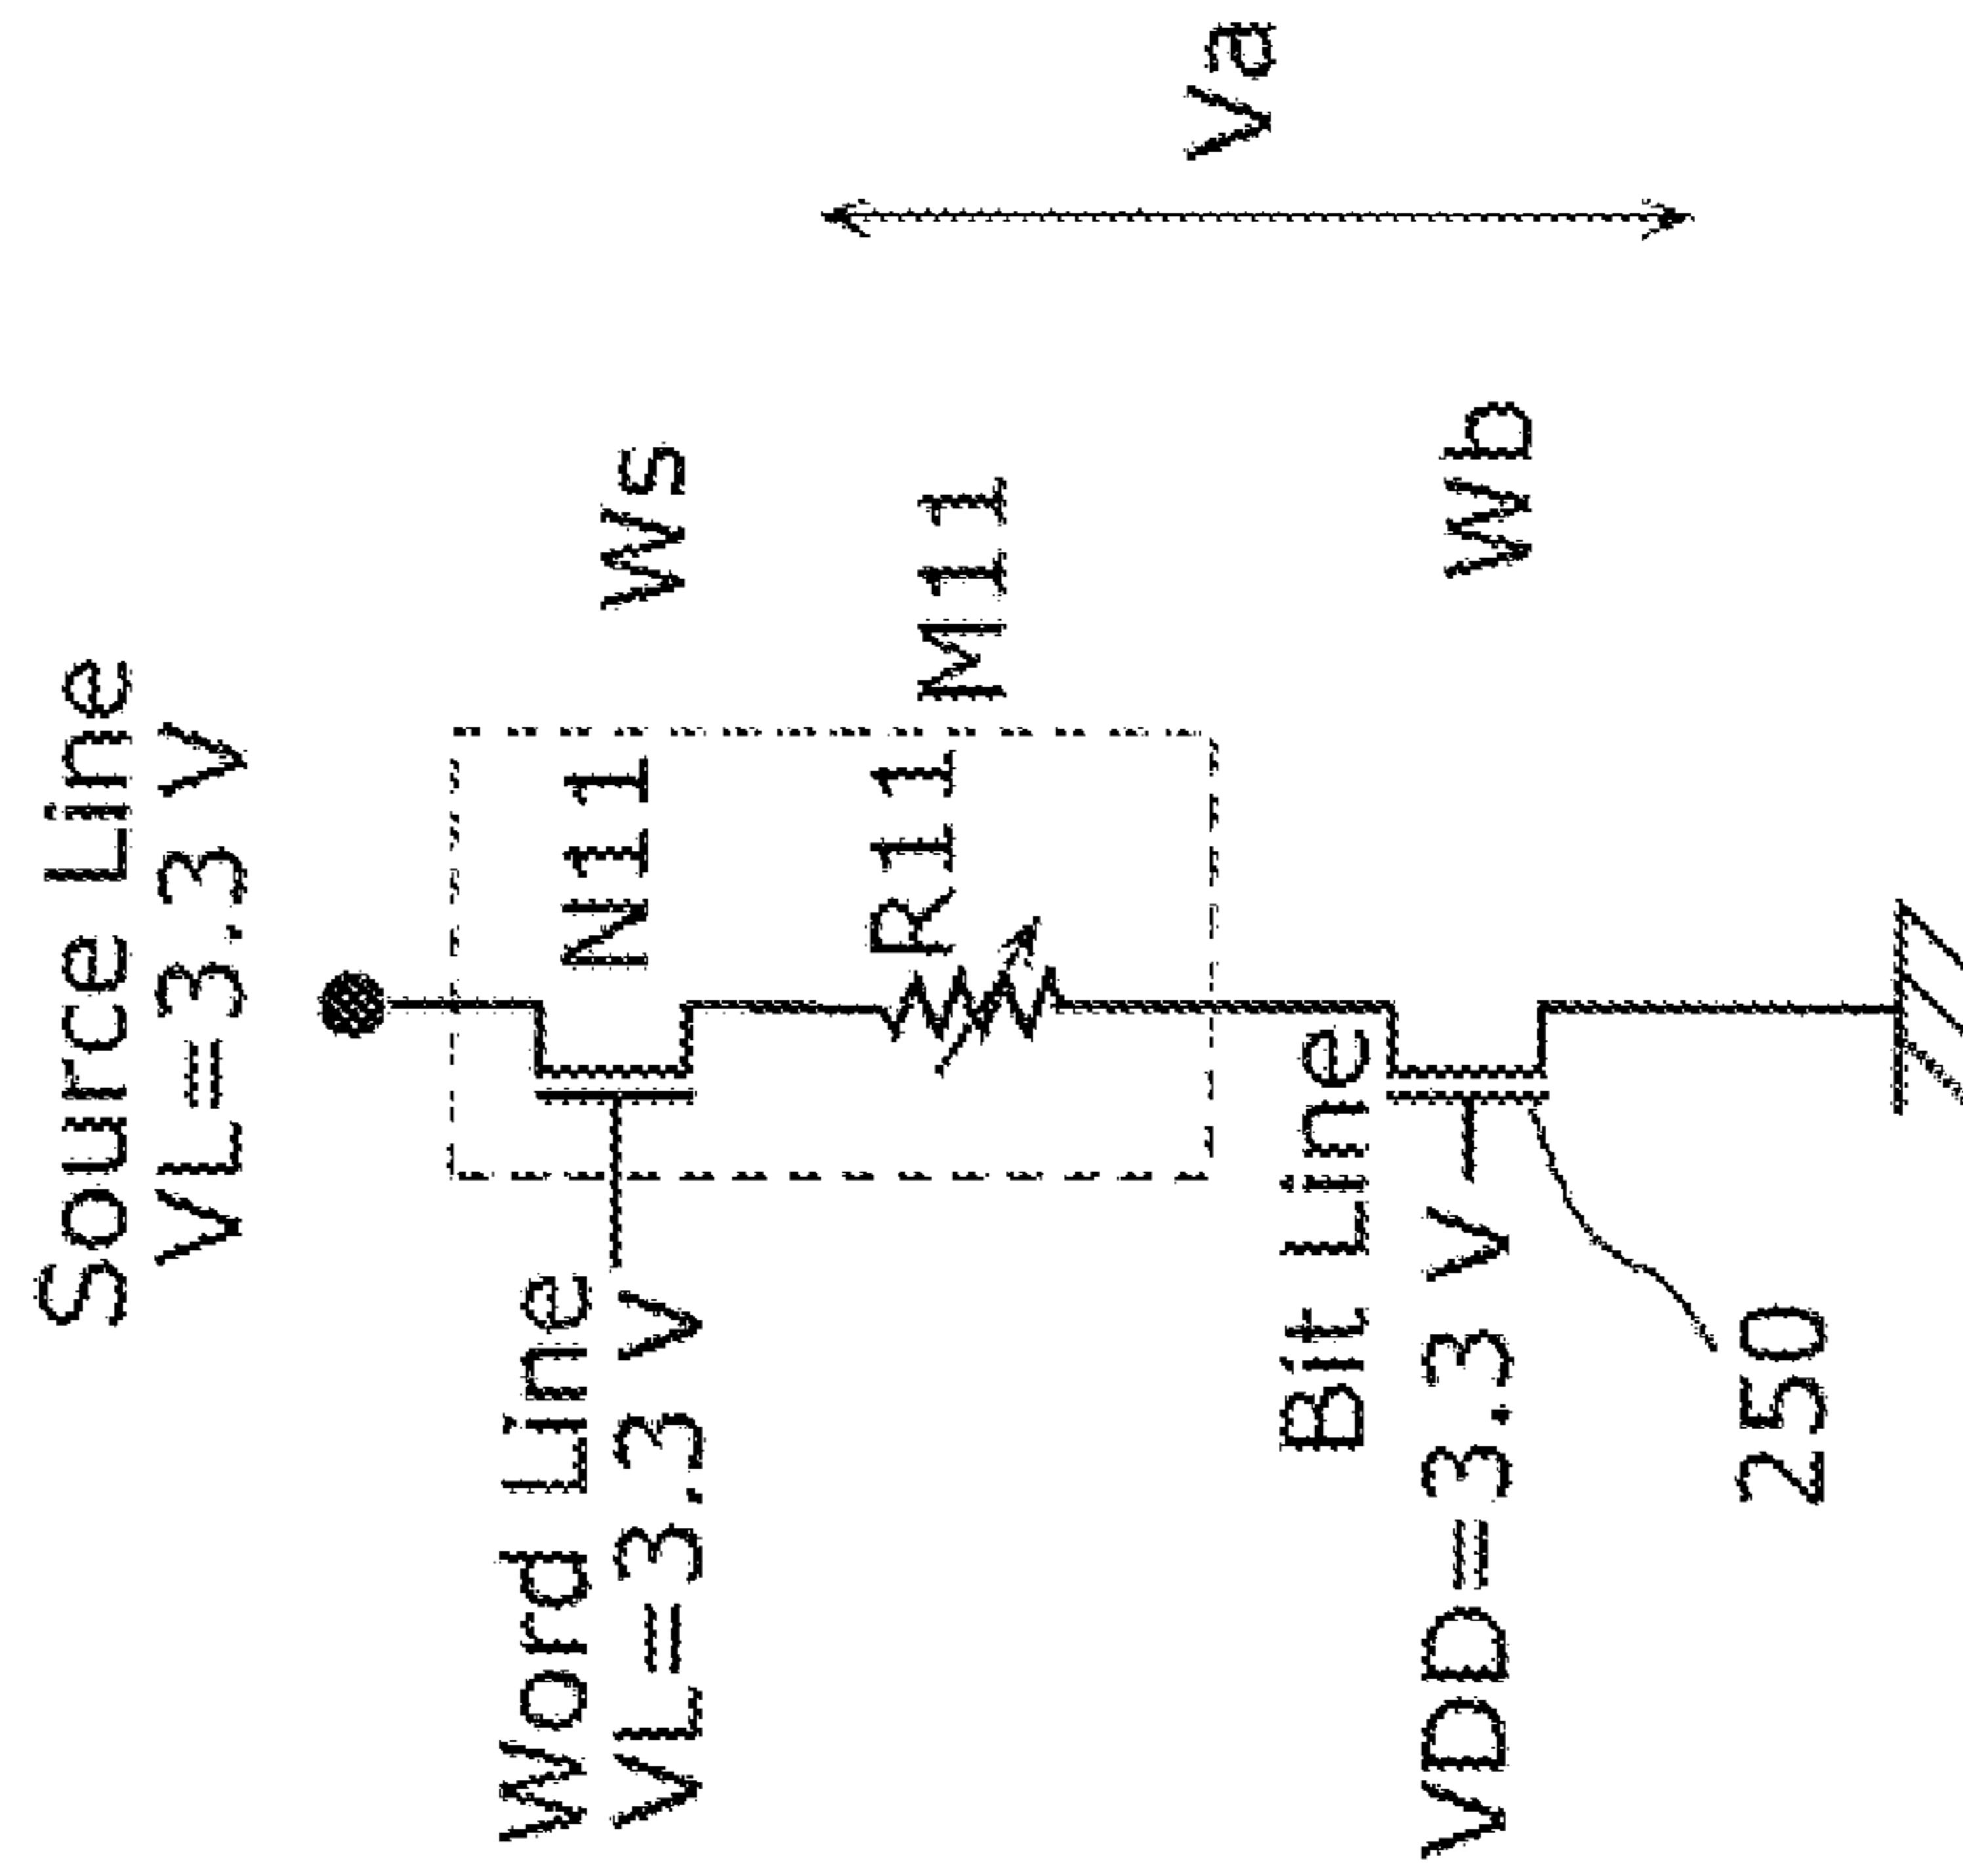 Source Line
VL=3.3 V
Word Line
VL=3.3 V
N11
Ws
R11
M11
Va
Bit Line
VDD=3.3 V
Wb
250